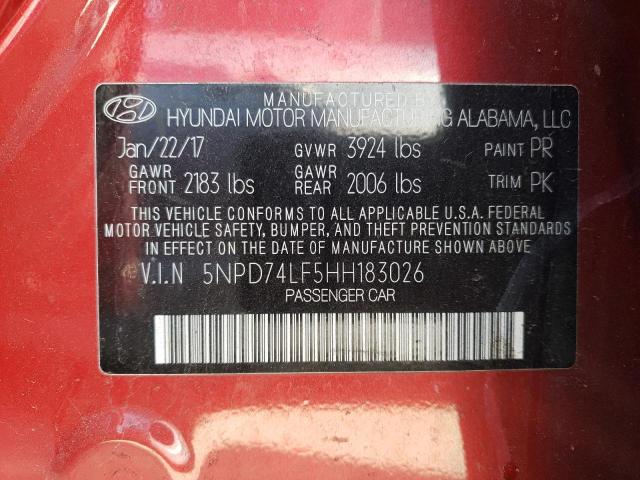 MANUFACTURED BY
HYUNDAI MOTOR MANUFACTURING ALABAMA, LLC
Jan/22/17 GVWR 3924 lbs PAINT PR
GAWR FRONT 2183 lbs GAWR REAR 2006 lbs TRIM PK
THIS VEHICLE CONFORMS TO ALL APPLICABLE U.S.A. FEDERAL
MOTOR VEHICLE SAFETY, BUMPER, AND THEFT PREVENTION STANDARDS
IN EFFECT ON THE DATE OF MANUFACTURE SHOWN ABOVE.
V.I.N 5NPD74LF5HH183026
PASSENGER CAR